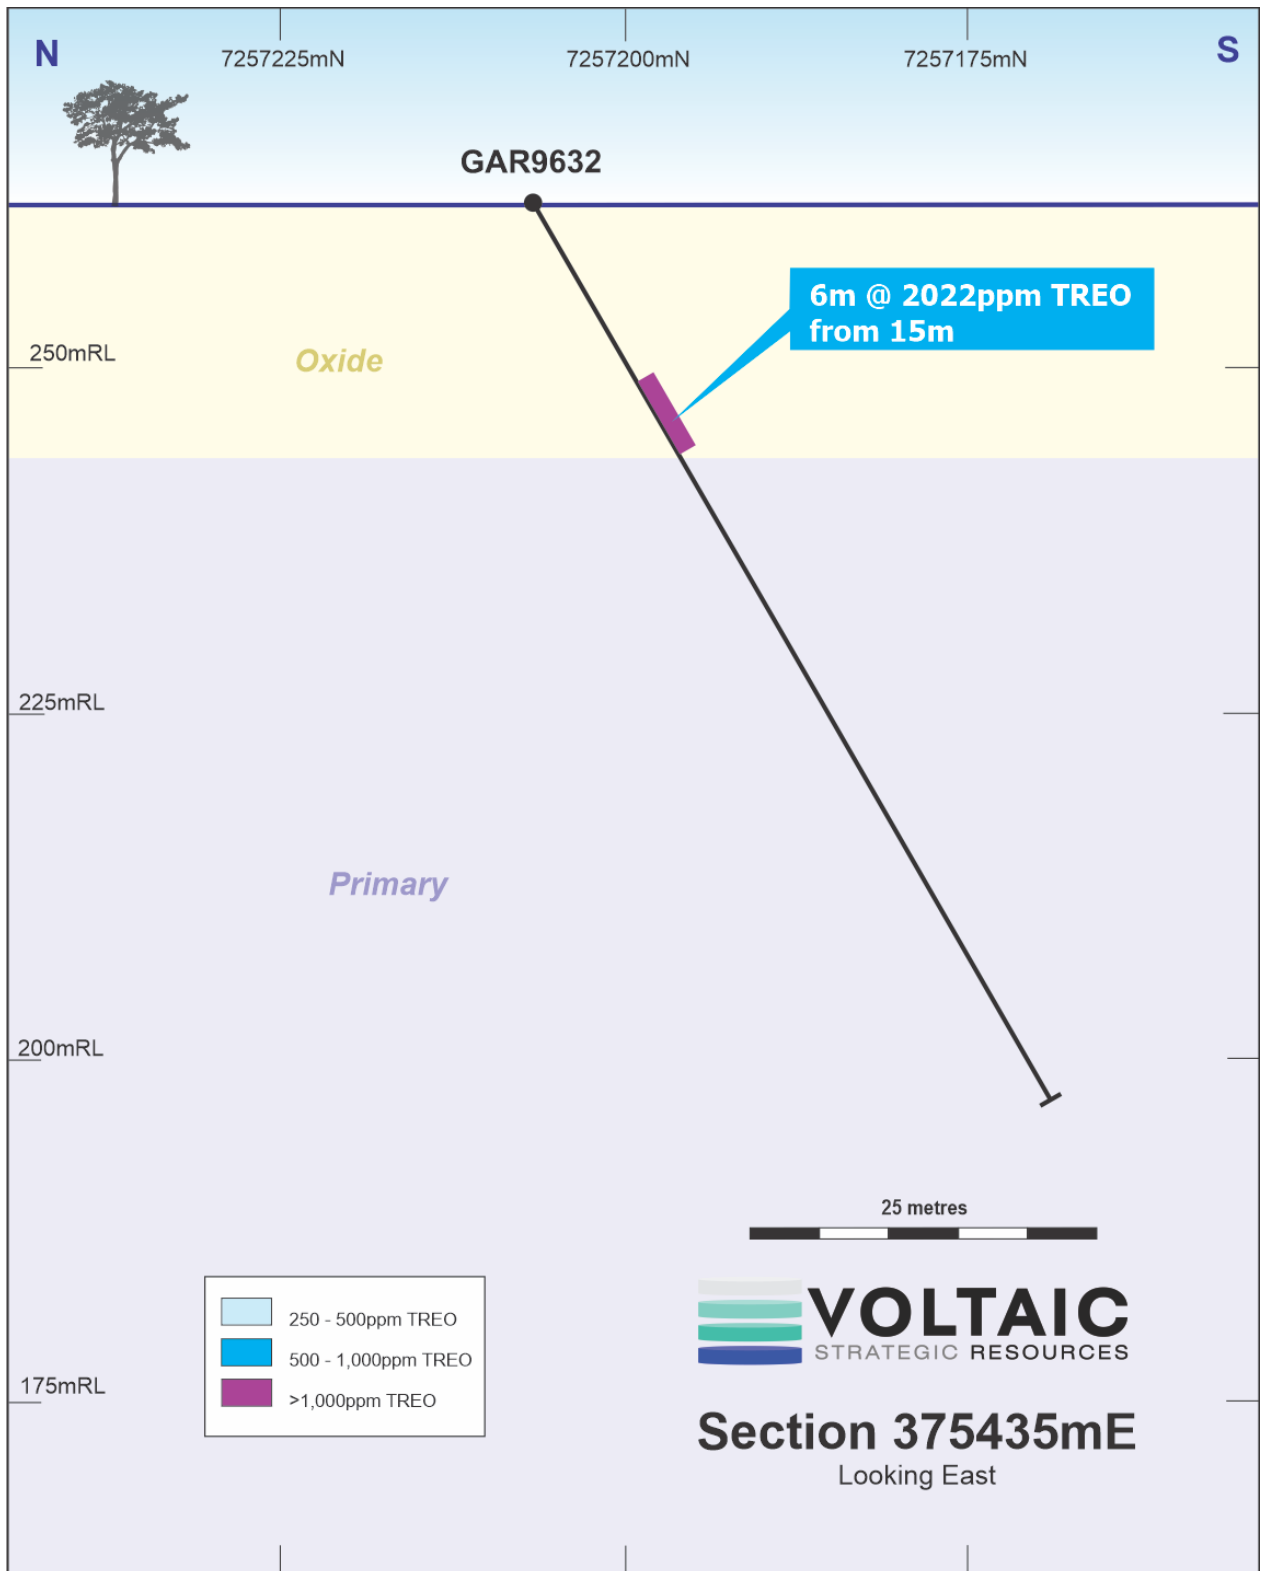 N
7257225mN
7257200mN
7257175mN
S
GAR9632
6m @ 2022ppm TREO
from 15m
250mRL
Oxide
225mRL
Primary
200mRL
25 metres
250 - 500ppm TREO
500 - 1,000ppm TREO
>1,000ppm TREO
VOLTAIC
STRATEGIC RESOURCES
175mRL
Section 375435mE
Looking East